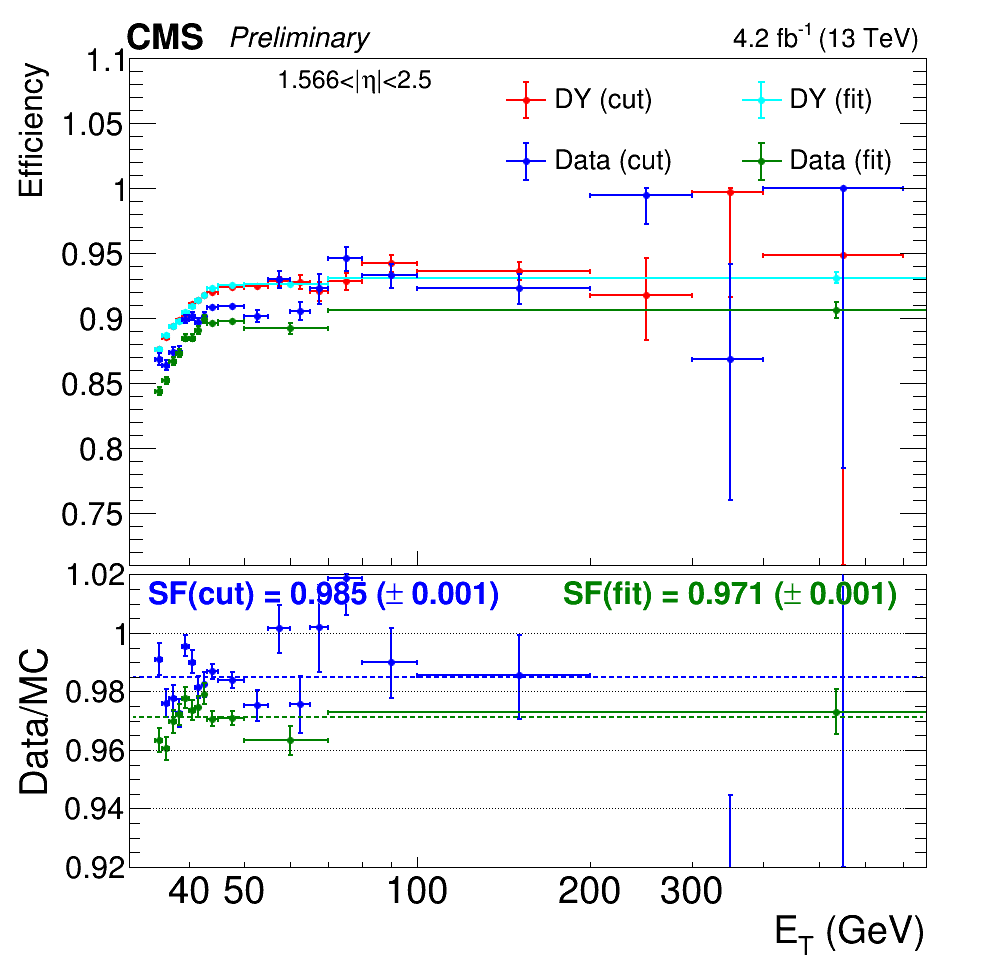 CMS Preliminary 4.2 fb⁻¹ (13 TeV)
1.566<|η|<2.5
DY (cut) DY (fit)
Data (cut) Data (fit)
Efficiency
1.1
1.05
1
0.95
0.9
0.85
0.8
0.75
SF(cut) = 0.985 (± 0.001) SF(fit) = 0.971 (± 0.001)
Data/MC
1.02
1
0.98
0.96
0.94
0.92
40 50 100 200 300
E_T (GeV)